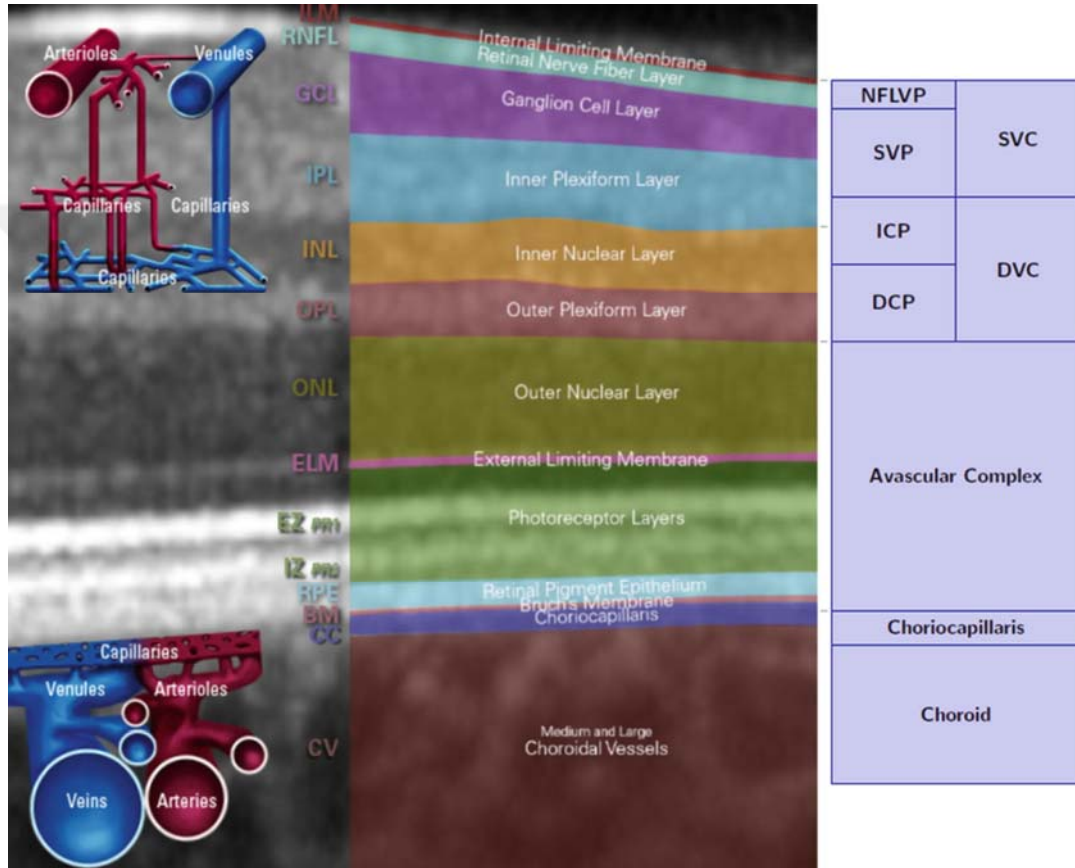 Arterioles
Venules
Capillaries
Capillaries
Capillaries
Capillaries
Venules
Arterioles
Veins
Arteries
ILM
RNFL
GCL
IPL
INL
OPL
ONL
ELM
EZ PR1
IZ PR2
RPE
BM
CC
CV
Internal Limiting Membrane
Retinal Nerve Fiber Layer
Ganglion Cell Layer
Inner Plexiform Layer
Inner Nuclear Layer
Outer Plexiform Layer
Outer Nuclear Layer
External Limiting Membrane
Photoreceptor Layers
Retinal Pigment Epithelium
Bruch's Membrane
Choriocapillaris
Medium and Large
Choroidal Vessels
NFLVP
SVP
SVC
ICP
DCP
DVC
Avascular Complex
Choriocapillaris
Choroid